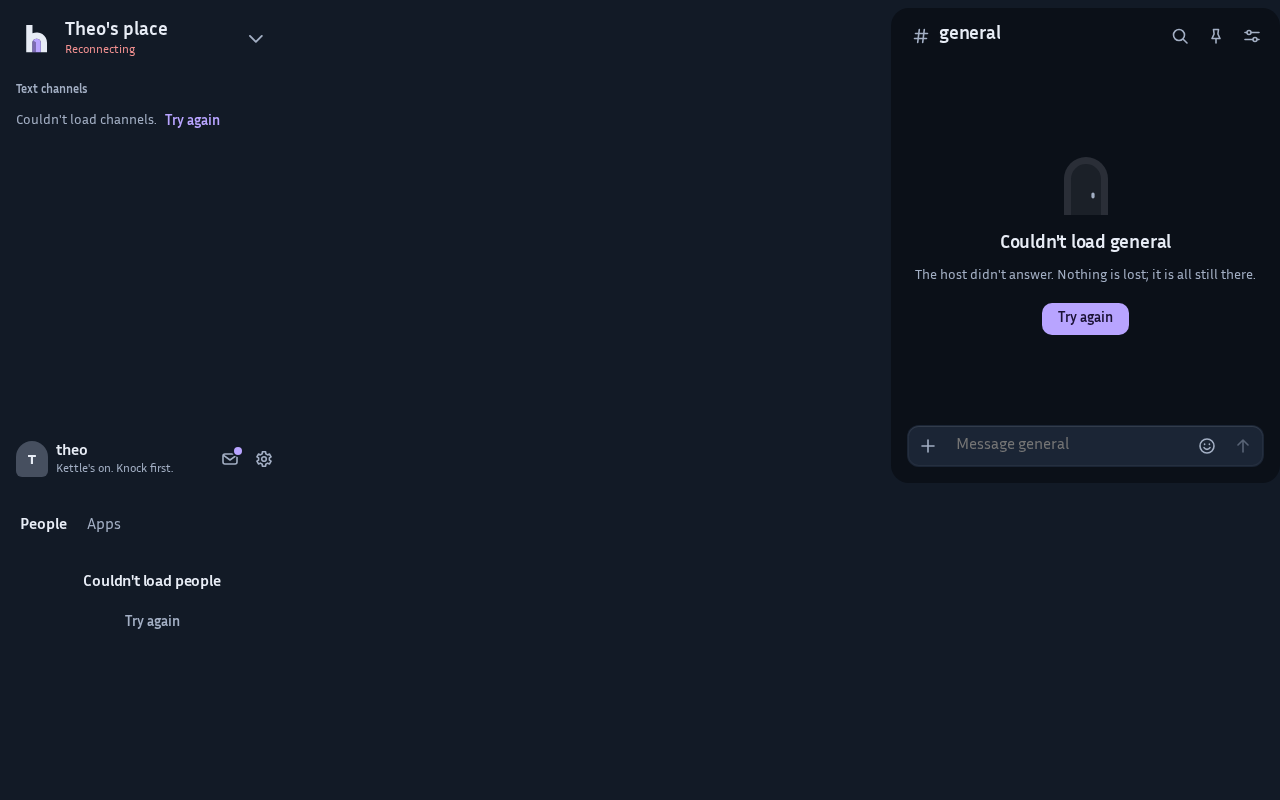 Theo's place
Reconnecting
Text channels
Couldn't load channels. Try again
T
theo
Kettle's on. Knock first.
People Apps
Couldn't load people
Try again
# general
Couldn't load general
The host didn't answer. Nothing is lost; it is all still there.
Try again
Message general